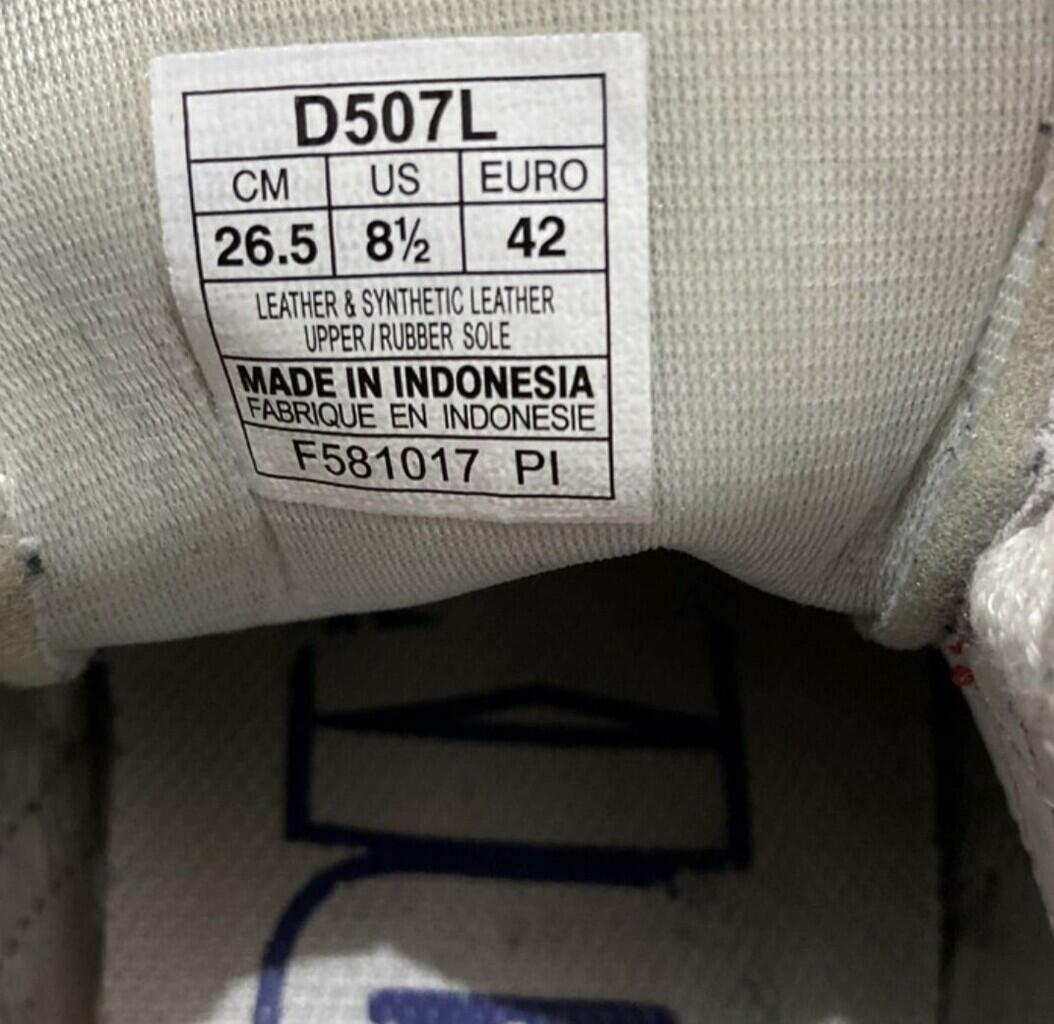 D507L
CM US EURO
26.5 8½ 42
LEATHER & SYNTHETIC LEATHER
UPPER/RUBBER SOLE
MADE IN INDONESIA
FABRIQUE EN INDONESIE
F581017 PI